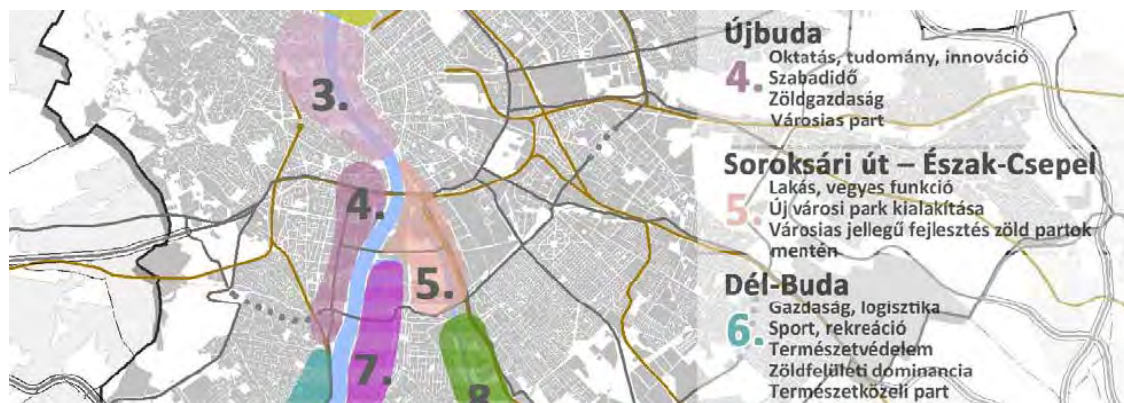 3.
4.
5.
7.
8
Újbuda
4.
Oktatás, tudomány, innováció
Szabadidő
Zöldgazdaság
Városias part
Soroksári út – Észak-Csepel
5.
Lakás, vegyes funkció
Új városi park kialakítása
Városias jellegű fejlesztés zöld partok
mentén
Dél-Buda
6.
Gazdaság, logisztika
Sport, rekreáció
Természetvédelem
Zöldfelületi dominancia
Természetközeli part